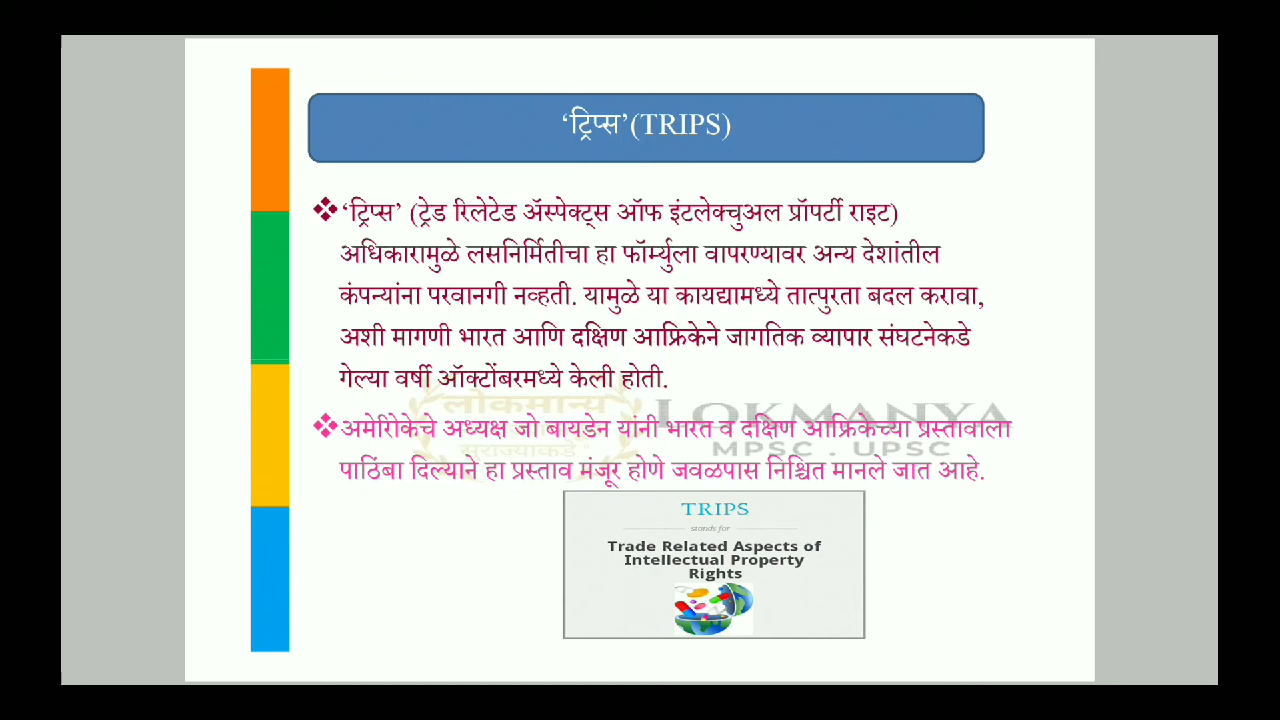 ‘ट्रिप्स’(TRIPS)
‘ट्रिप्स’ (ट्रेड रिलेटेड ॲस्पेक्ट्स ऑफ इंटलेक्चुअल प्रॉपर्टी राइट)
अधिकारामुळे लसनिर्मितीचा हा फॉर्म्युला वापरण्यावर अन्य देशांतील
कंपन्यांना परवानगी नव्हती. यामुळे या कायद्यामध्ये तात्पुरता बदल करावा,
अशी मागणी भारत आणि दक्षिण आफ्रिकेने जागतिक व्यापार संघटनेकडे
गेल्या वर्षी ऑक्टोंबरमध्ये केली होती.
लोकमान्य LOKMANYA
अमेरिोकेचे अध्यक्ष जो बायडेन यांनी भारत व दक्षिण आफ्रिकेच्या प्रस्तावाला
सुराज्याकडे MPSC . UPSC
पाठिंबा दिल्याने हा प्रस्ताव मंजूर होणे जवळपास निश्चित मानले जात आहे.
TRIPS
stands for
Trade Related Aspects of
Intellectual Property
Rights